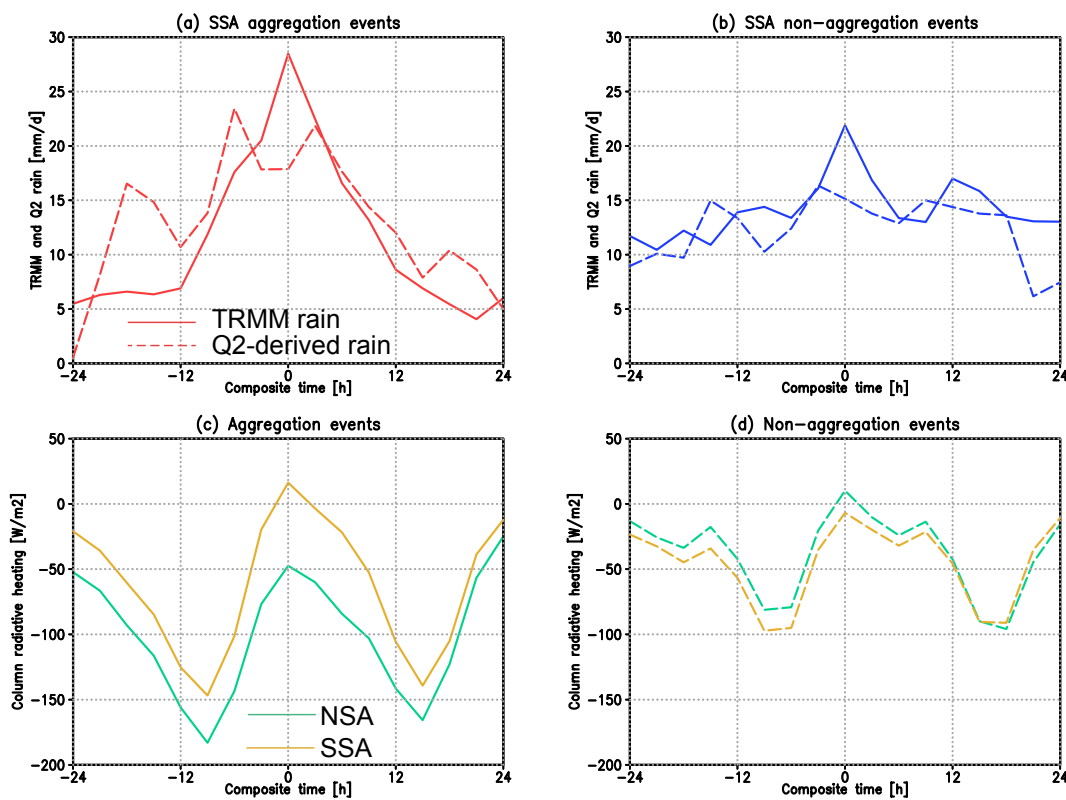 (a) SSA aggregation events
TRMM and Q2 rain [mm/d]
30
25
20
15
10
5
0
TRMM rain
Q2-derived rain
-24
-12
0
12
24
Composite time [h]
(b) SSA non-aggregation events
TRMM and Q2 rain [mm/d]
30
25
20
15
10
5
0
-24
-12
0
12
24
Composite time [h]
(c) Aggregation events
Column radiative heating [W/m2]
50
0
-50
-100
-150
-200
NSA
SSA
-24
-12
0
12
24
Composite time [h]
(d) Non-aggregation events
Column radiative heating [W/m2]
50
0
-50
-100
-150
-200
-24
-12
0
12
24
Composite time [h]